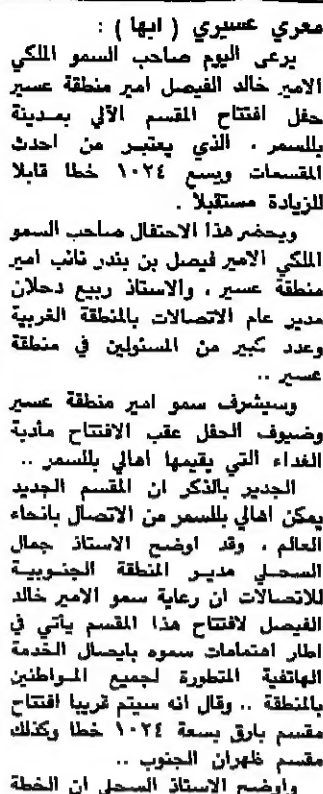 معري عسيري ( ابها ) :
يرعى اليوم صاحب السمو الملكي
الامير خالد الفيصل امير منطقة عسير
حفل افتتاح المقسم الآلي بمدينة
بللسمر ، الذي يعتبر من احدث
المقسمات ويسع ١٠٢٤ خطا قابلا
للزيادة مستقبلا .
ويحضر هذا الاحتفال صاحب السمو
الملكي الامير فيصل بن بندر نائب امير
منطقة عسير ، والاستاذ ربيع دحلان
مدير عام الاتصالات بالمنطقة الغربية
وعدد كبير من المسئولين في منطقة
عسير ..
وسيشرف سمو امير منطقة عسير
وضيوف الحفل عقب الافتتاح مأدبة
الغداء التي يقيمها اهالي بللسمر ..
الجدير بالذكر ان المقسم الجديد
يمكن اهالي بللسمر من الاتصال بانحاء
العالم ، وقد اوضح الاستاذ جمال
السحلي مدير المنطقة الجنوبية
للاتصالات ان رعاية سمو الامير خالد
الفيصل لافتتاح هذا المقسم يأتي في
اطار اهتمامات سموه بايصال الخدمة
الهاتفية المتطورة لجميع المواطنين
بالمنطقة .. وقال انه سيتم قريبا افتتاح
مقسم بارق بسعة ١٠٢٤ خطا وكذلك
مقسم ظهران الجنوب ..
واوضح الاستاذ السحلي ان الخطة